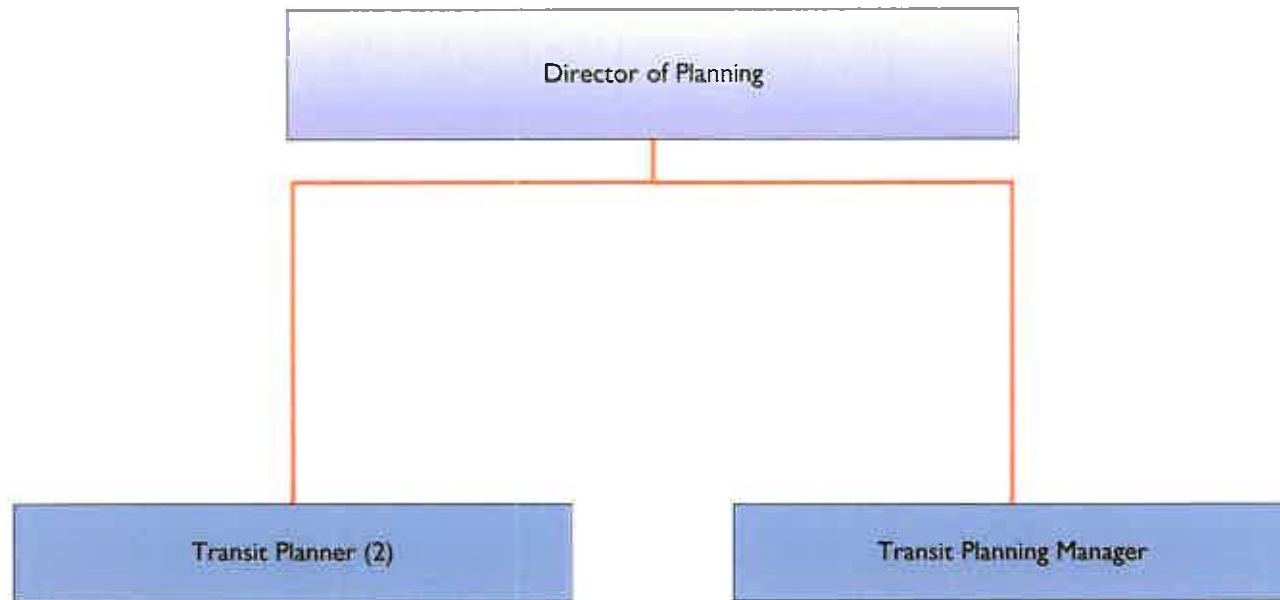 Director of Planning
Transit Planner (2)
Transit Planning Manager